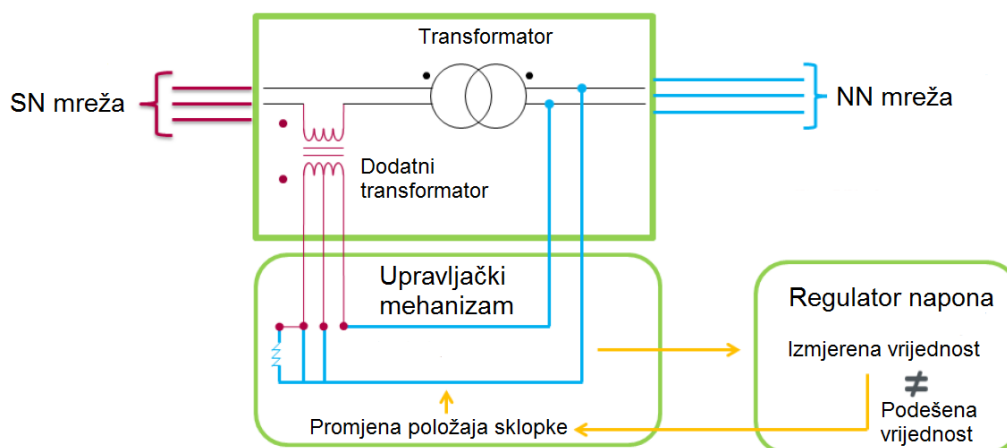 Transformator
SN mreža
NN mreža
Dodatni
transformator
Upravljački
mehanizam
Promjena položaja sklopke
Regulator napona
Izmjerena vrijednost
≠
Podešena
vrijednost